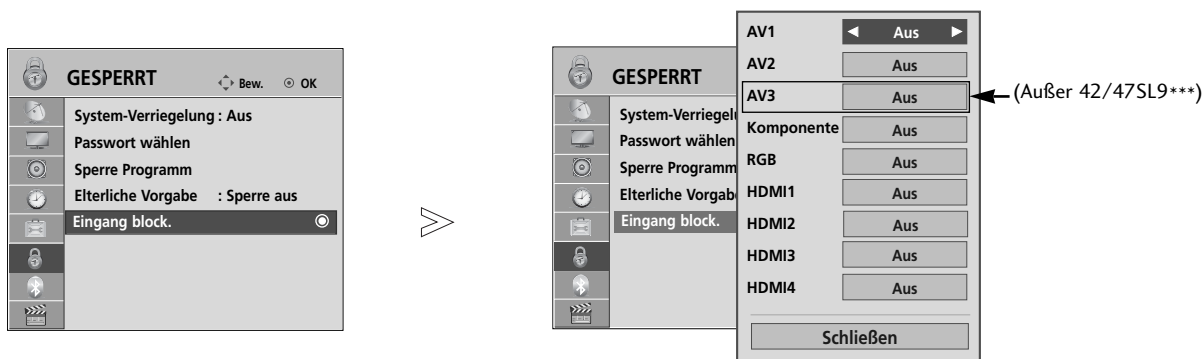 GESPERRT Bew. OK
System-Verriegelung : Aus
Passwort wählen
Sperre Programm
Elterliche Vorgabe : Sperre aus
Eingang block.
GESPERRT
System-Verriegelu
Passwort wählen
Sperre Programm
Elterliche Vorgab
Eingang block.
AV1 Aus
AV2 Aus
AV3 Aus
Komponente Aus
RGB Aus
HDMI1 Aus
HDMI2 Aus
HDMI3 Aus
HDMI4 Aus
Schließen
(Außer 42/47SL9***)